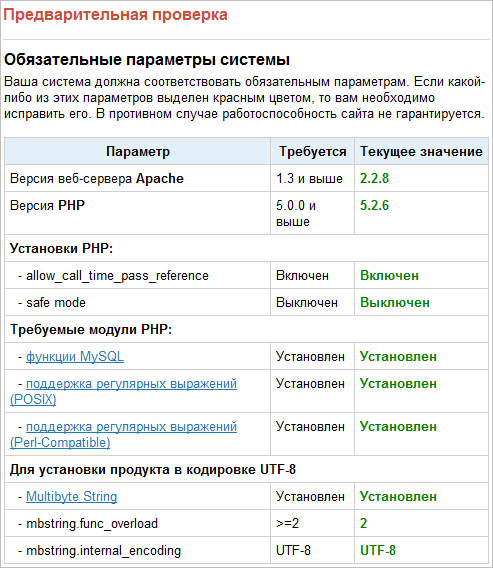 Предварительная проверка
Обязательные параметры системы
Ваша система должна соответствовать обязательным параметрам. Если какой-
либо из этих параметров выделен красным цветом, то вам необходимо
исправить его. В противном случае работоспособность сайта не гарантируется.
Параметр Требуется Текущее значение
Версия веб-сервера Apache 1.3 и выше 2.2.8
Версия PHP 5.0.0 и 5.2.6
выше
Установки PHP:
- allow_call_time_pass_reference Включен Включен
- safe mode Выключен Выключен
Требуемые модули PHP:
- функции MySQL Установлен Установлен
- поддержка регулярных выражений Установлен Установлен
(POSIX)
- поддержка регулярных выражений Установлен Установлен
(Perl-Compatible)
Для установки продукта в кодировке UTF-8
- Multibyte String Установлен Установлен
- mbstring.func_overload >=2 2
- mbstring.internal_encoding UTF-8 UTF-8